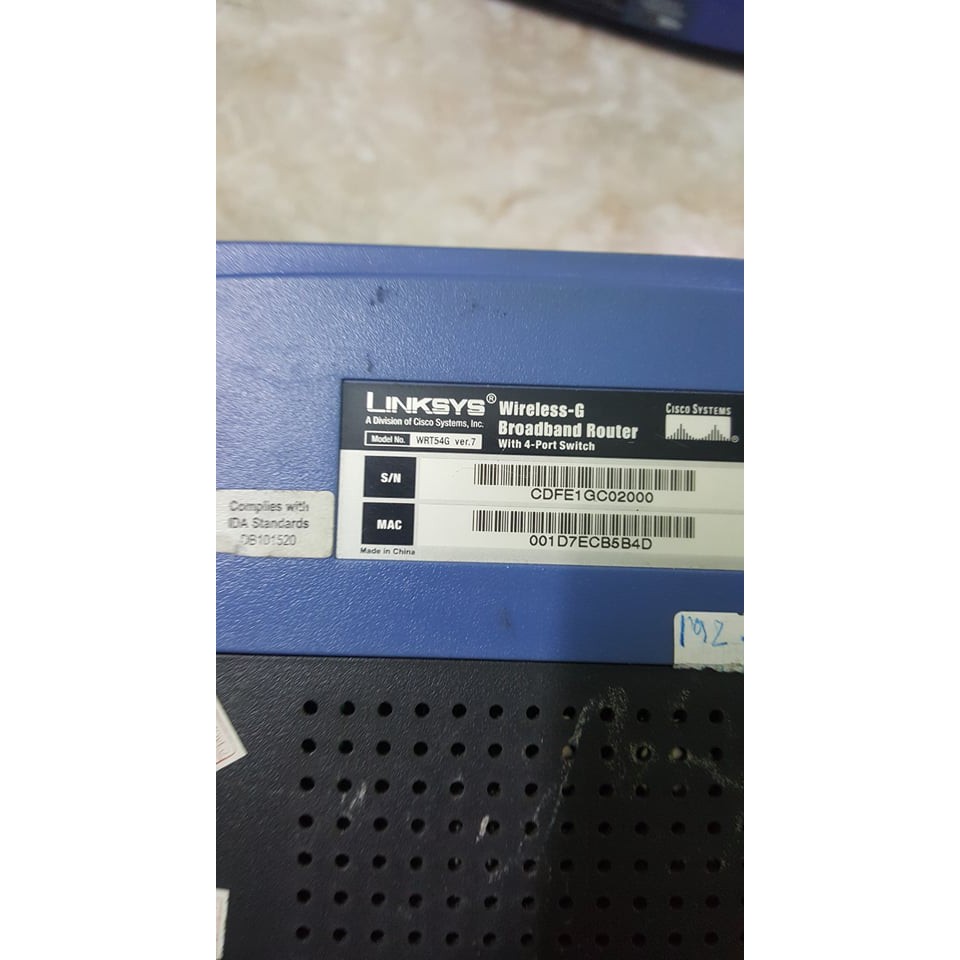 LINKSYS® Wireless-G
A Division of Cisco Systems, Inc. Broadband Router
Model No. WRT54G ver.7 With 4-Port Switch
CISCO SYSTEMS
®
S/N
CDFE1GC02000
MAC
001D7ECB5B4D
Made in China
Complies with
IDA Standards
DB101520
192